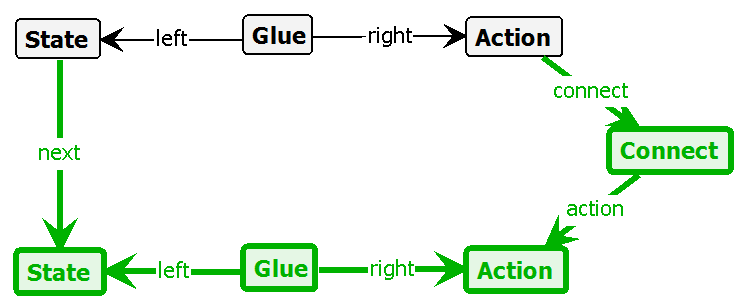 State
left
Glue
right
Action
connect
next
Connect
action
State
left
Glue
right
Action